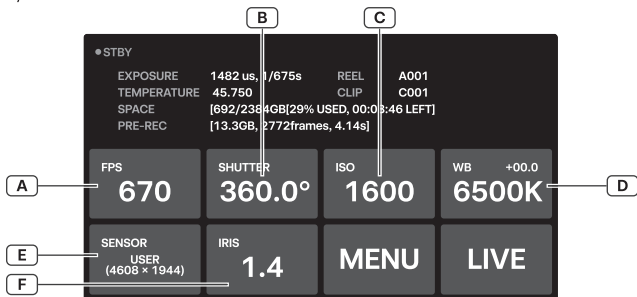 B C
STBY
EXPOSURE 1482 us, 1/675s REEL A001
TEMPERATURE 45.750 CLIP C001
SPACE [692/2384GB[29% USED, 00:03:46 LEFT]
PRE-REC [13.3GB, 2772frames, 4.14s]
FPS SHUTTER ISO WB +00.0
A 670 360.0° 1600 6500K D
SENSOR IRIS
E USER
(4608 × 1944) 1.4 MENU LIVE
F